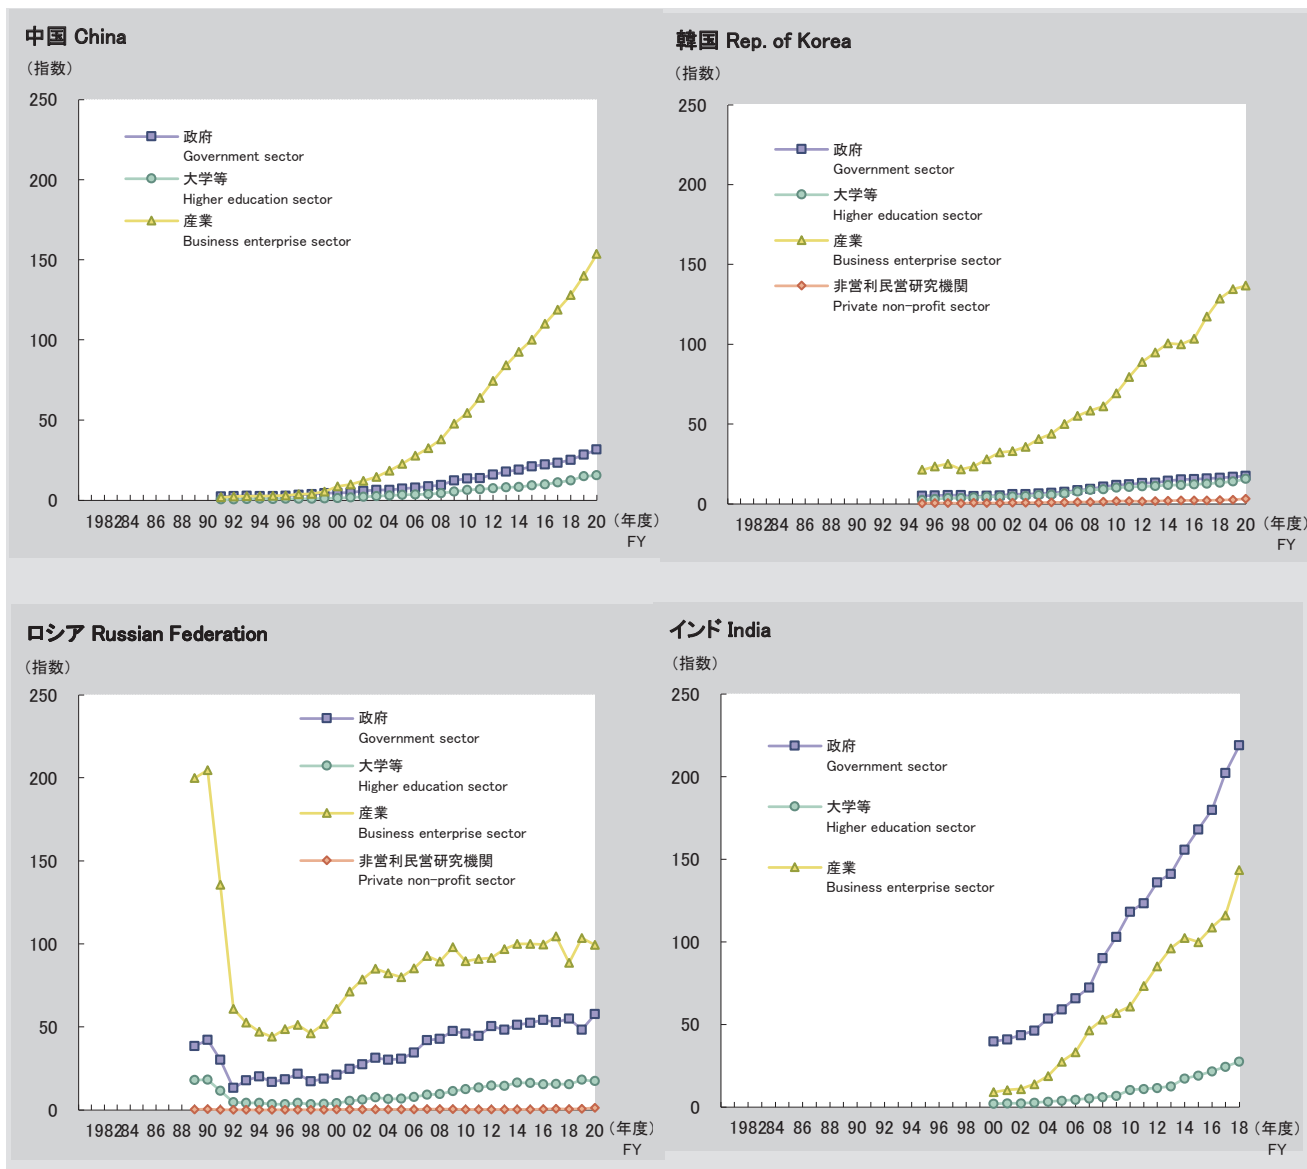 中国 China
（指数）
250
200
150
100
50
0
政府
Government sector
大学等
Higher education sector
産業
Business enterprise sector
198284 86 88 90 92 94 96 98 00 02 04 06 08 10 12 14 16 18 20 （年度）
FY
韓国 Rep. of Korea
（指数）
250
200
150
100
50
0
政府
Government sector
大学等
Higher education sector
産業
Business enterprise sector
非営利民営研究機関
Private non-profit sector
198284 86 88 90 92 94 96 98 00 02 04 06 08 10 12 14 16 18 20 （年度）
FY
ロシア Russian Federation
（指数）
250
200
150
100
50
0
政府
Government sector
大学等
Higher education sector
産業
Business enterprise sector
非営利民営研究機関
Private non-profit sector
198284 86 88 90 92 94 96 98 00 02 04 06 08 10 12 14 16 18 20 （年度）
FY
インド India
（指数）
250
200
150
100
50
0
政府
Government sector
大学等
Higher education sector
産業
Business enterprise sector
198284 86 88 90 92 94 96 98 00 02 04 06 08 10 12 14 16 18 （年度）
FY